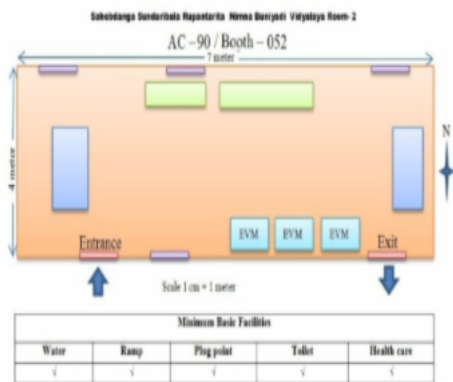 Sahebdanga Sundaribala Rupantarita Nimna Buniyadi Vidyalaya Room- 2
AC –90 / Booth – 052
7 meter
4 meter
N
EVM EVM EVM
Entrance Exit
Scale 1 cm = 1 meter
Minimum Basic Facilities
Water Ramp Plug point Toilet Health care
√ √ √ √ √